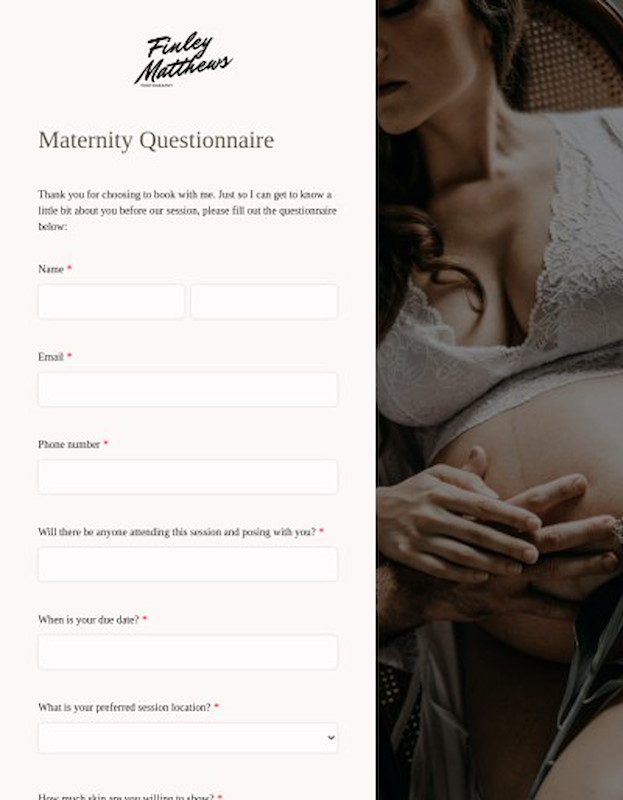 Finley
Matthews
PHOTOGRAPHY
Maternity Questionnaire
Thank you for choosing to book with me. Just so I can get to know a
little bit about you before our session, please fill out the questionnaire
below:
Name *
Email *
Phone number *
Will there be anyone attending this session and posing with you? *
When is your due date? *
What is your preferred session location? *
How much skin are you willing to show? *